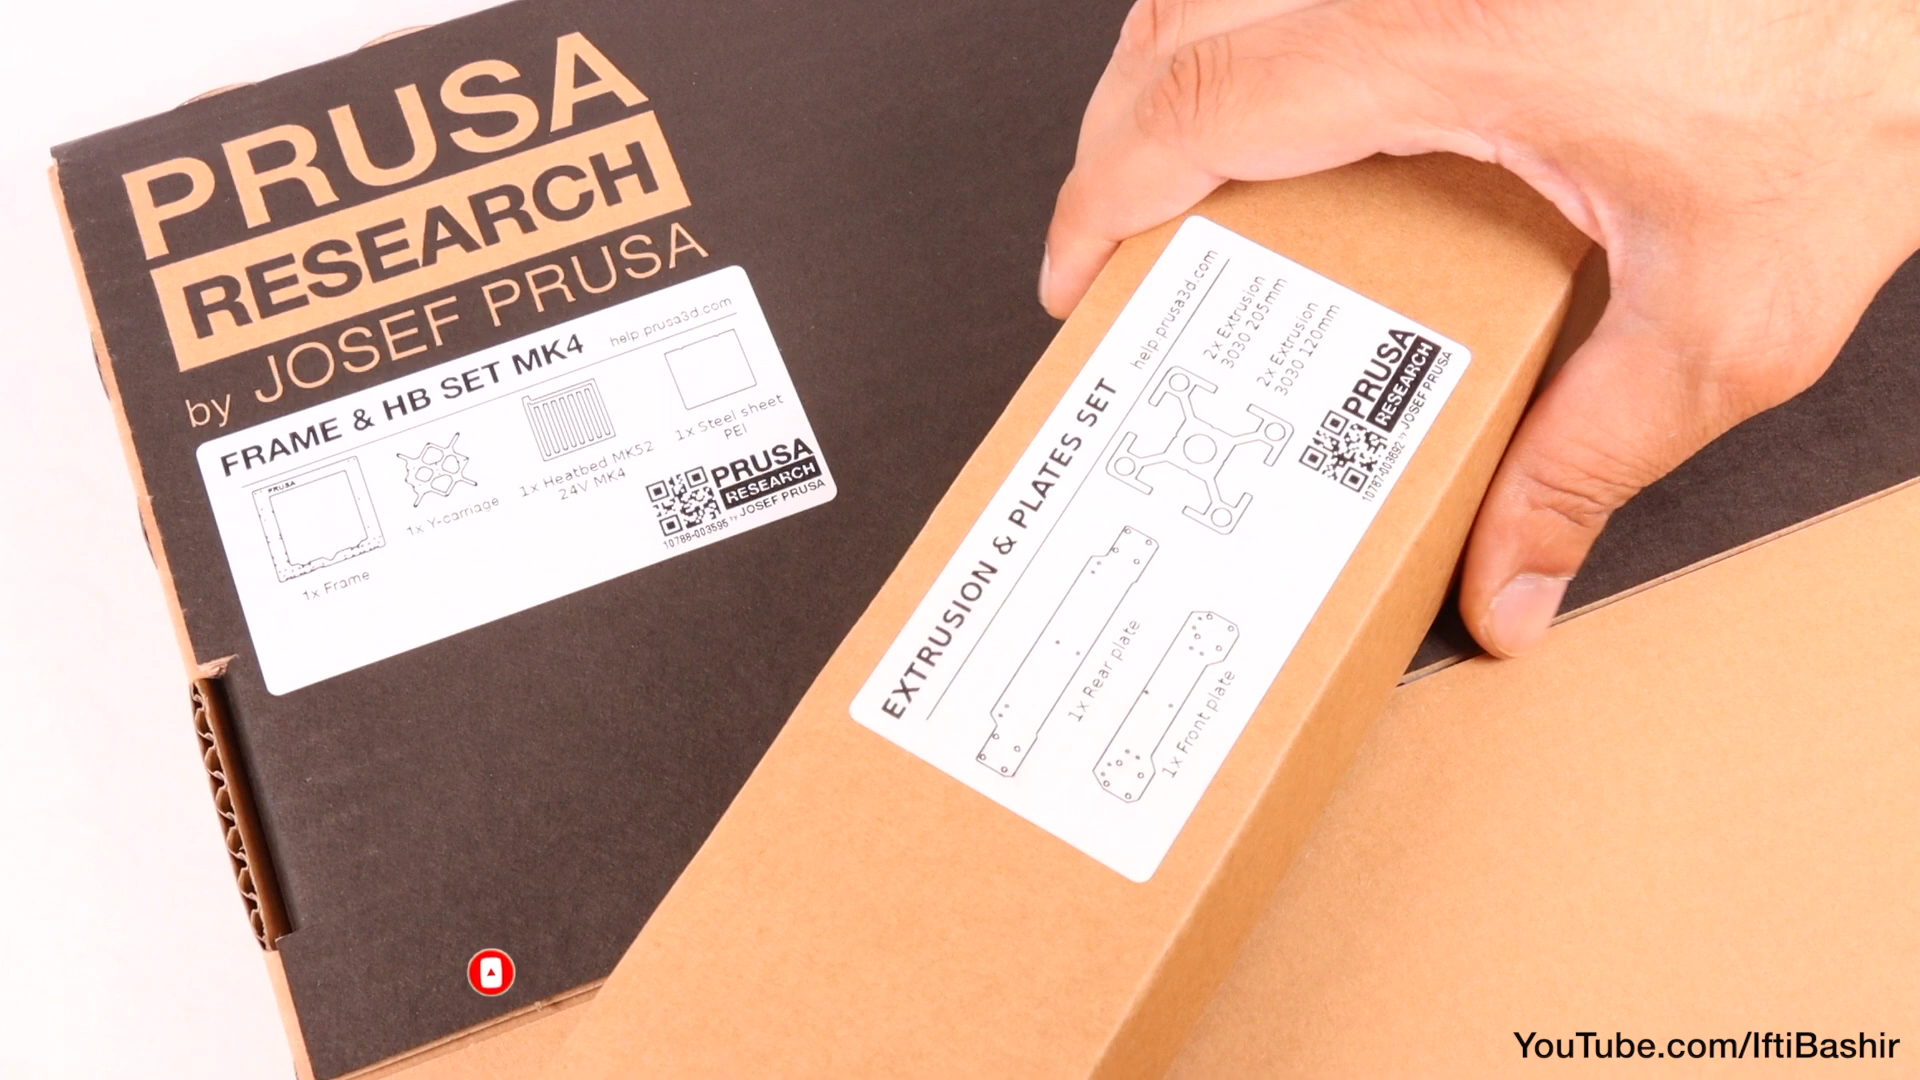 PRUSA
RESEARCH
by JOSEF PRUSA
FRAME & HB SET MK4
help.prusa3d.com
PRUSA
1x Frame
1x Y-carriage
1x Heatbed MK52
24V MK4
1x Steel sheet
PEI
PRUSA
RESEARCH
by JOSEF PRUSA
10788-003595
EXTRUSION & PLATES SET
help.prusa3d.com
1x Rear plate
1x Front plate
2x Extrusion
3030 205mm
2x Extrusion
3030 120mm
PRUSA
RESEARCH
by JOSEF PRUSA
10787-003692
YouTube.com/IftiBashir